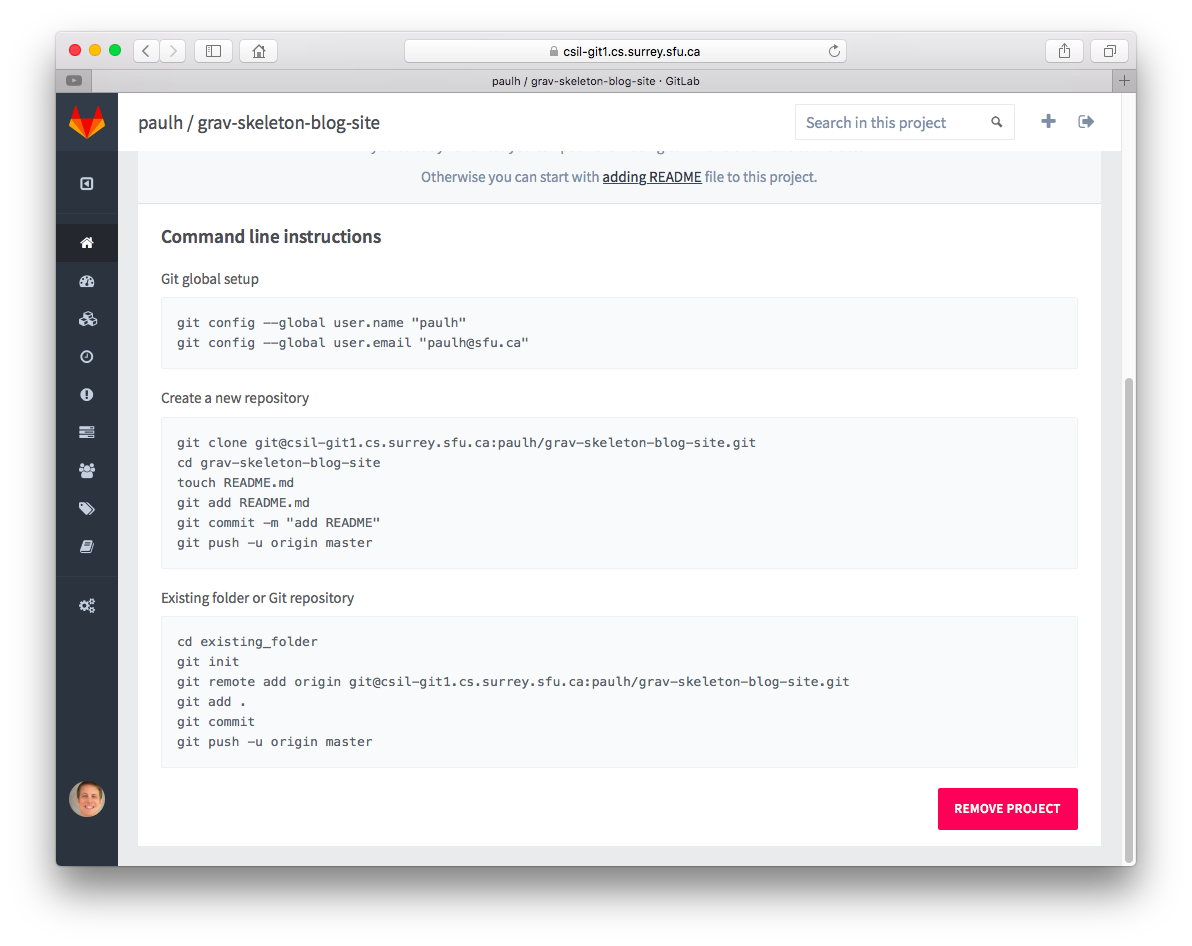 csil-git1.cs.surrey.sfu.ca
paulh / grav-skeleton-blog-site · GitLab
paulh / grav-skeleton-blog-site
Search in this project
Otherwise you can start with adding README file to this project.
Command line instructions
Git global setup
git config --global user.name "paulh"
git config --global user.email "paulh@sfu.ca"
Create a new repository
git clone git@csil-git1.cs.surrey.sfu.ca:paulh/grav-skeleton-blog-site.git
cd grav-skeleton-blog-site
touch README.md
git add README.md
git commit -m "add README"
git push -u origin master
Existing folder or Git repository
cd existing_folder
git init
git remote add origin git@csil-git1.cs.surrey.sfu.ca:paulh/grav-skeleton-blog-site.git
git add .
git commit
git push -u origin master
REMOVE PROJECT